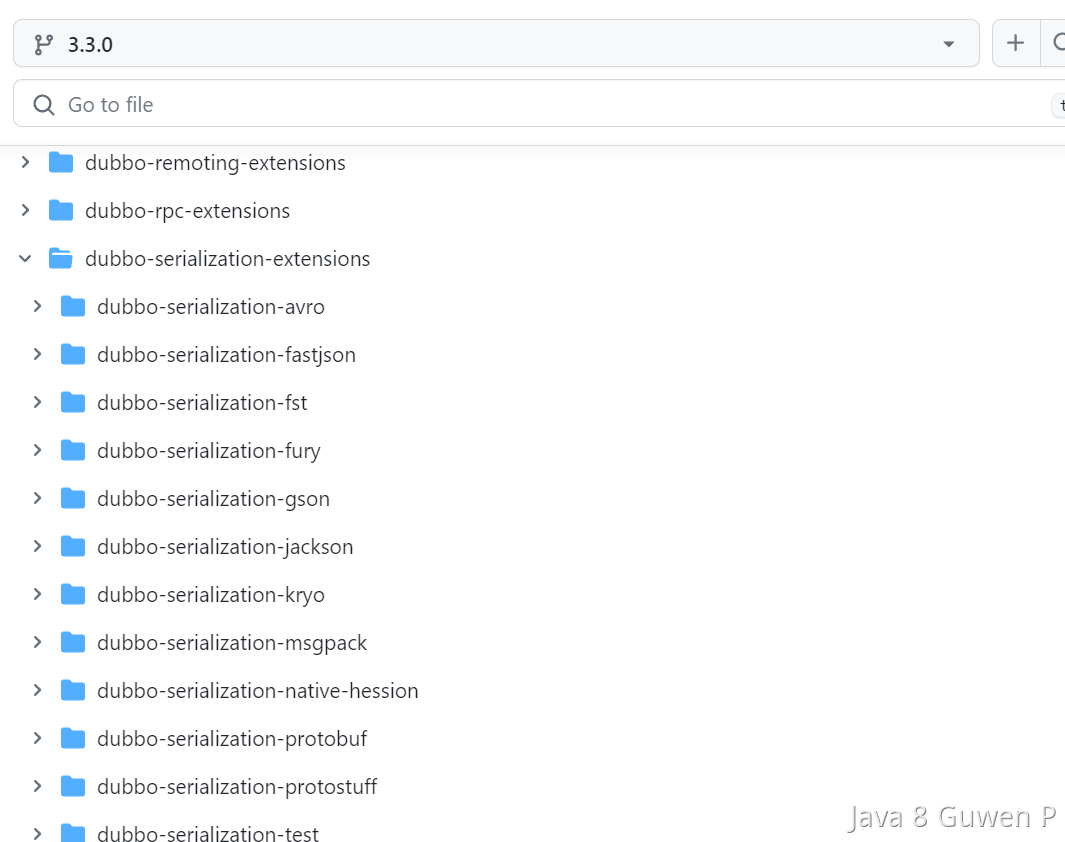 3.3.0
Go to file
t
dubbo-remoting-extensions
dubbo-rpc-extensions
dubbo-serialization-extensions
dubbo-serialization-avro
dubbo-serialization-fastjson
dubbo-serialization-fst
dubbo-serialization-fury
dubbo-serialization-gson
dubbo-serialization-jackson
dubbo-serialization-kryo
dubbo-serialization-msgpack
dubbo-serialization-native-hession
dubbo-serialization-protobuf
dubbo-serialization-protostuff
dubbo-serialization-test
Java 8 Guwen P